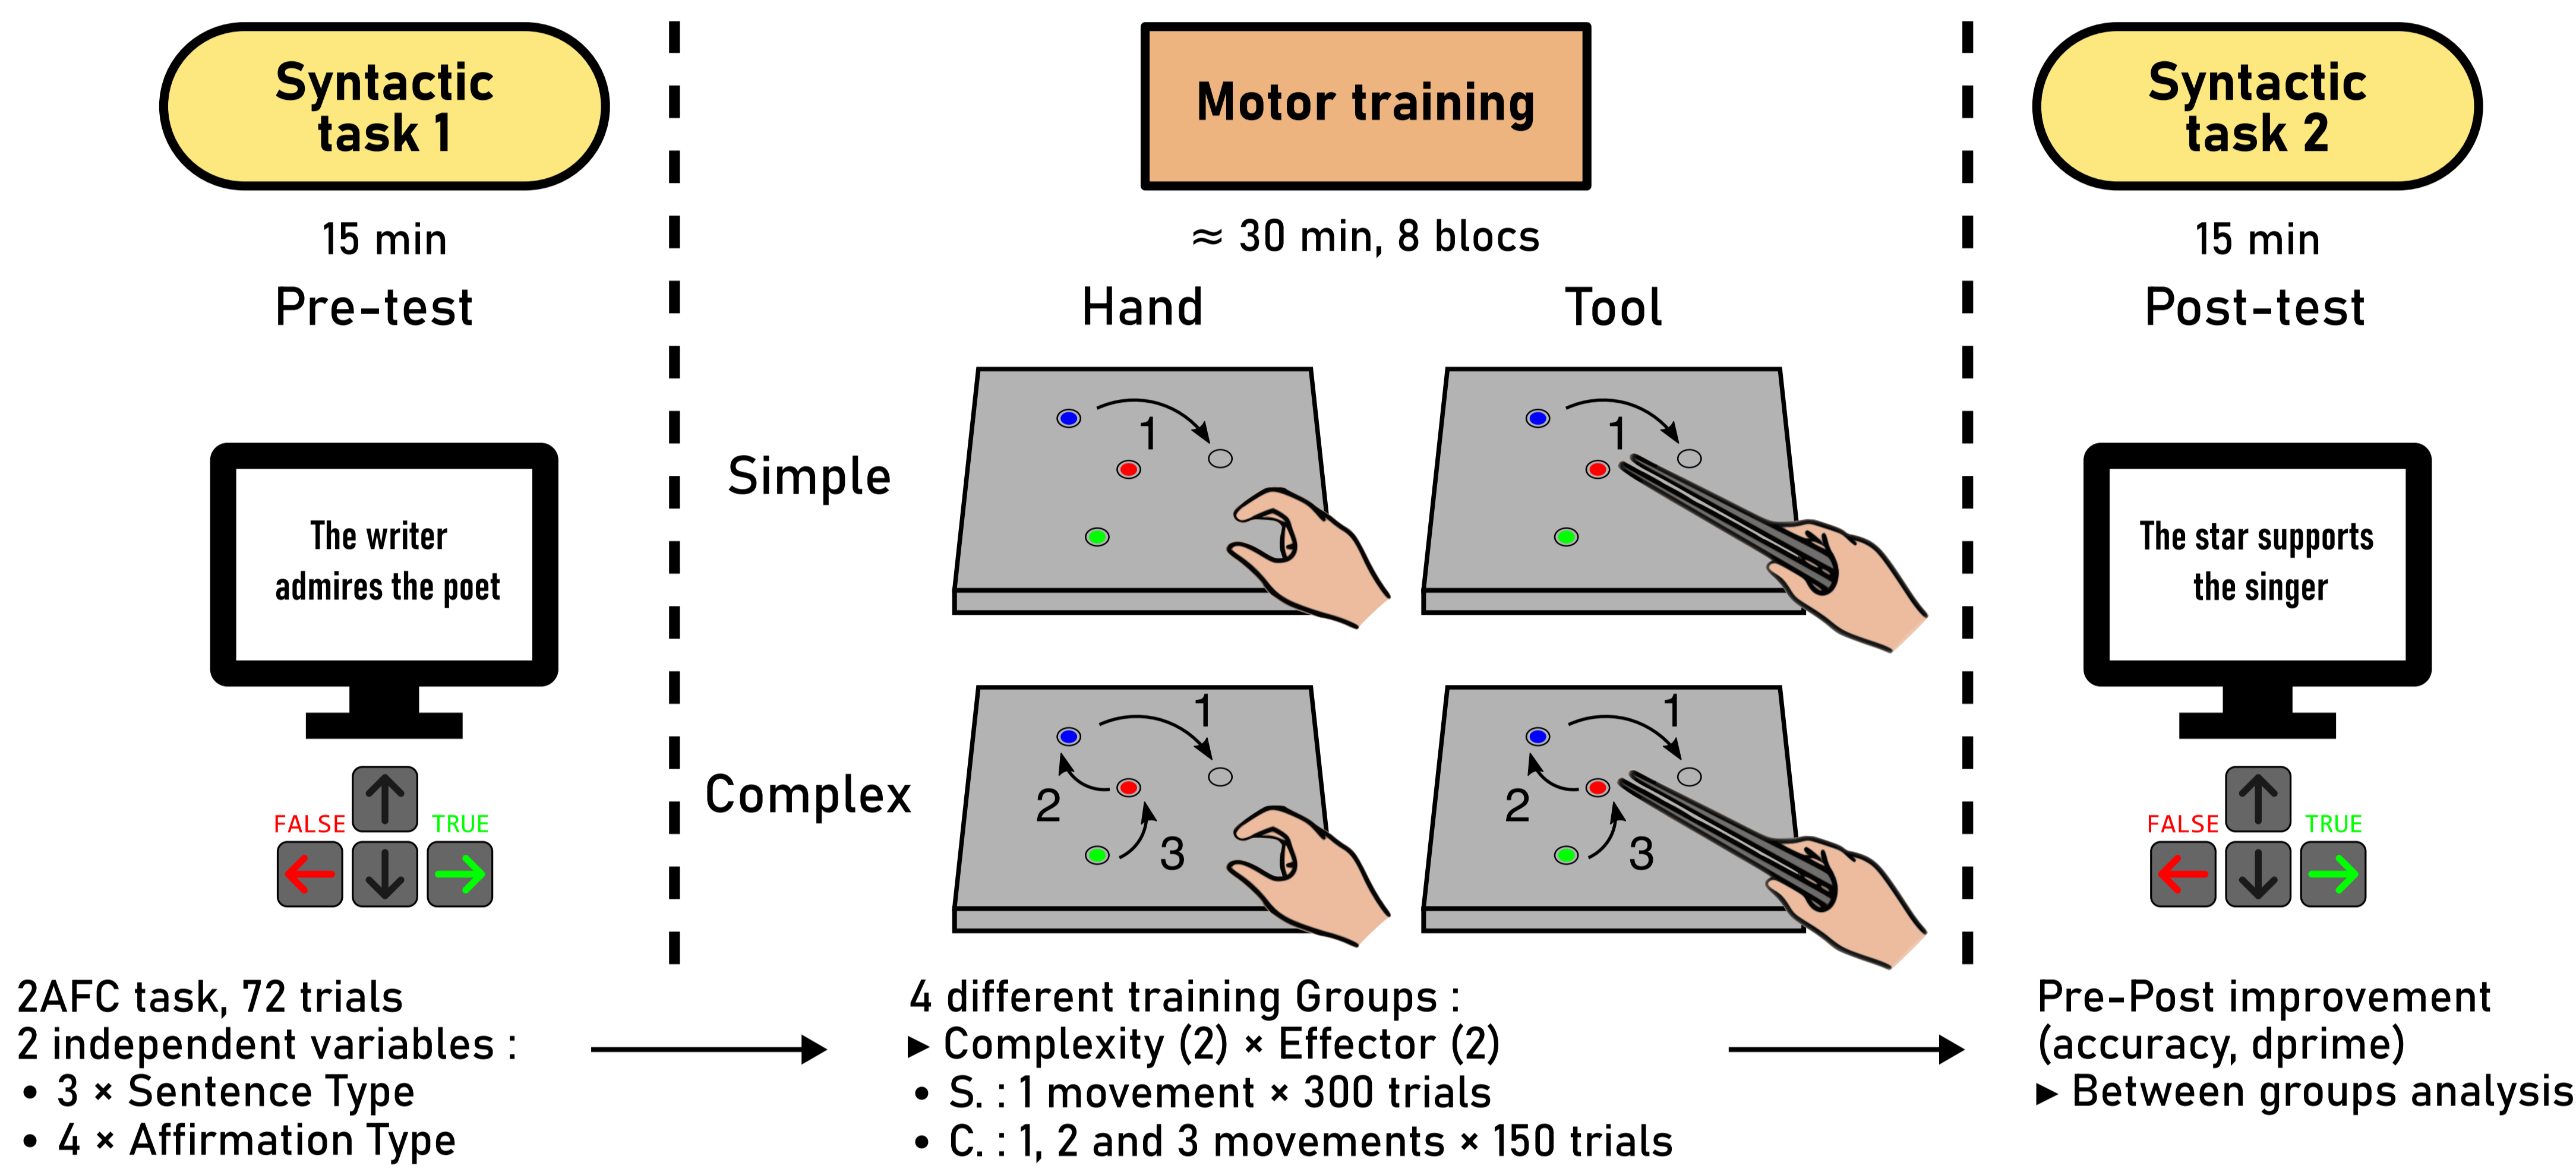 Syntactic
task 1
15 min
Pre-test
The writer
admires the poet
FALSE
TRUE
2AFC task, 72 trials
2 independent variables :
• 3 × Sentence Type
• 4 × Affirmation Type
Motor training
≈ 30 min, 8 blocs
Hand
Tool
Simple
1
1
Complex
1
2
3
1
2
3
4 different training Groups :
▸ Complexity (2) × Effector (2)
• S. : 1 movement × 300 trials
• C. : 1, 2 and 3 movements × 150 trials
Syntactic
task 2
15 min
Post-test
The star supports
the singer
FALSE
TRUE
Pre-Post improvement
(accuracy, dprime)
▸ Between groups analysis